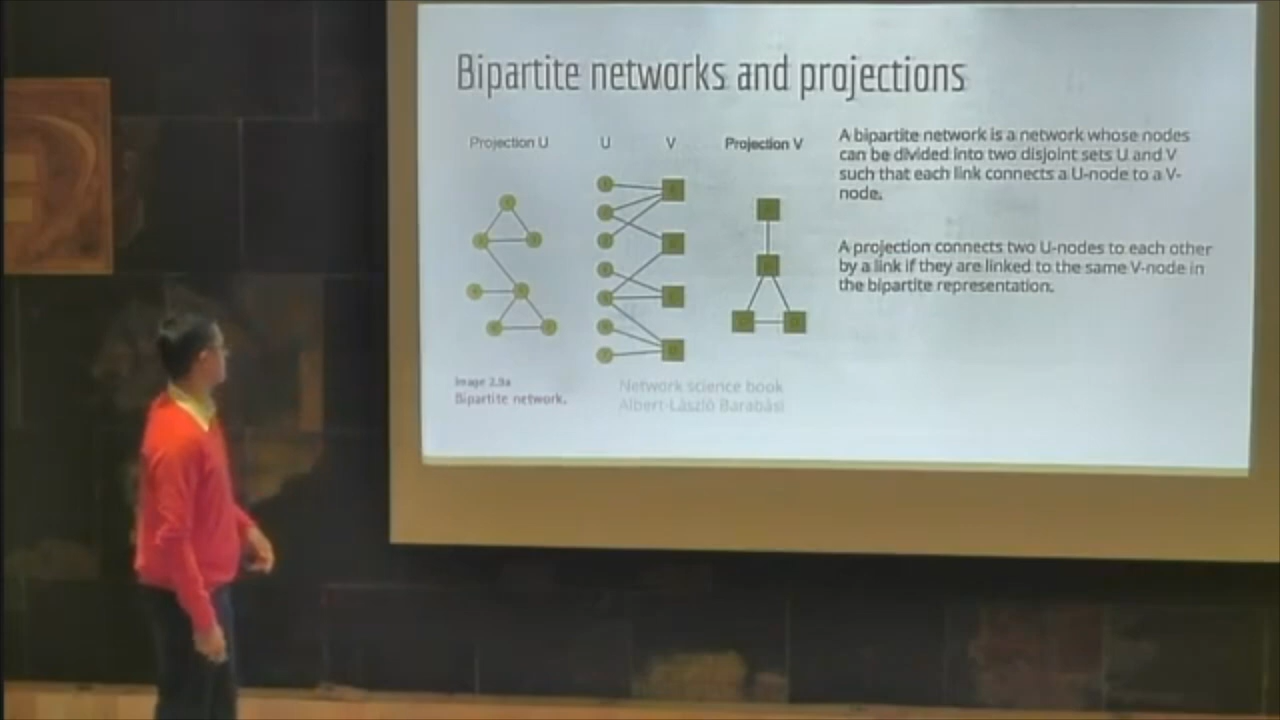 Bipartite networks and projections
Projection U
U
V
Projection V
A bipartite network is a network whose nodes
can be divided into two disjoint sets U and V
such that each link connects a U-node to a V-
node.
A projection connects two U-nodes to each other
by a link if they are linked to the same V-node in
the bipartite representation.
Image 2.9a
Bipartite network.
Network science book
Albert-László Barabási